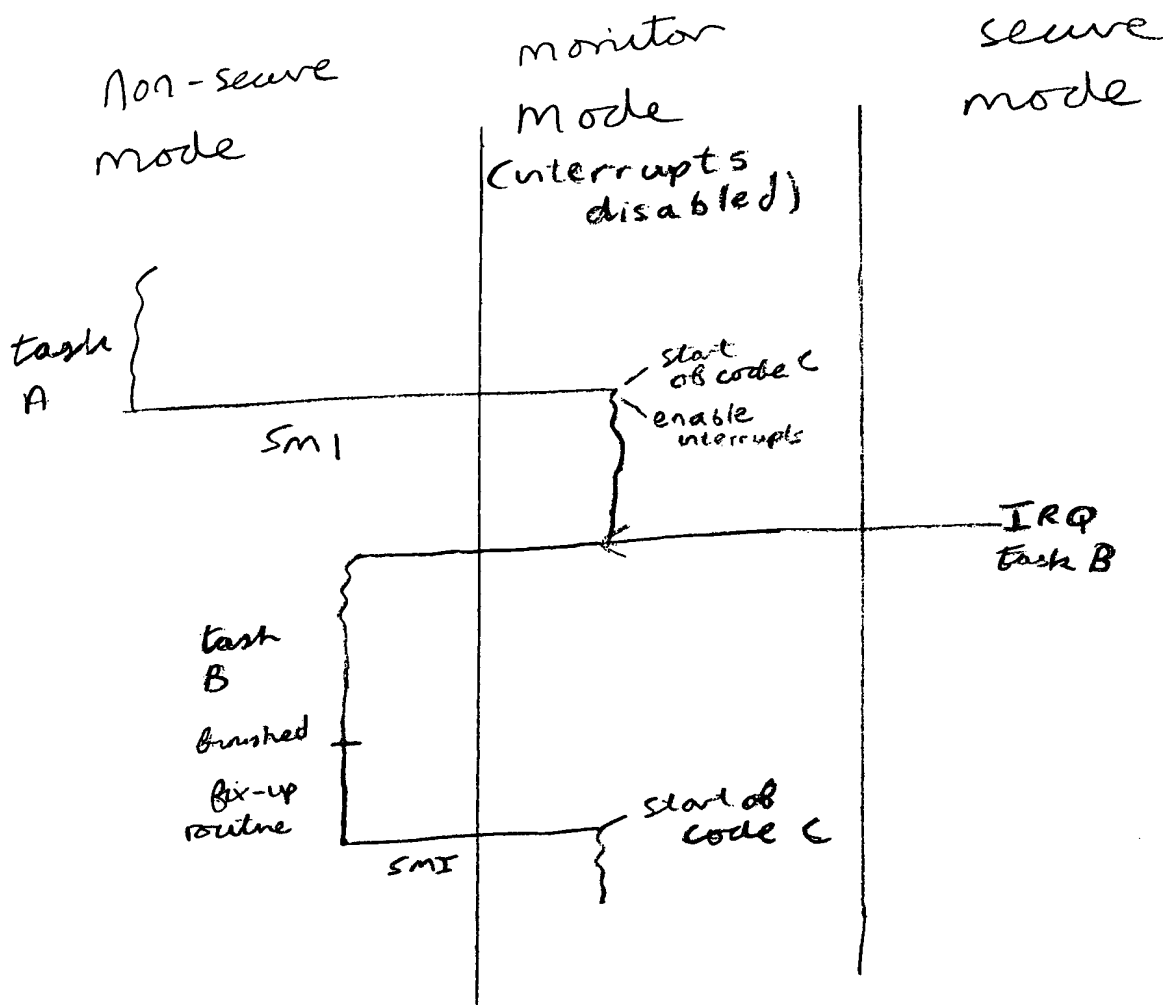 Non-secure
mode
monitor
Mode
(interrupts
disabled)
secure
mode
task
A
SMI
start
of code C
enable
interrupts
IRQ
task B
task
B
finished
fix-up
routine
SMI
start of
code C